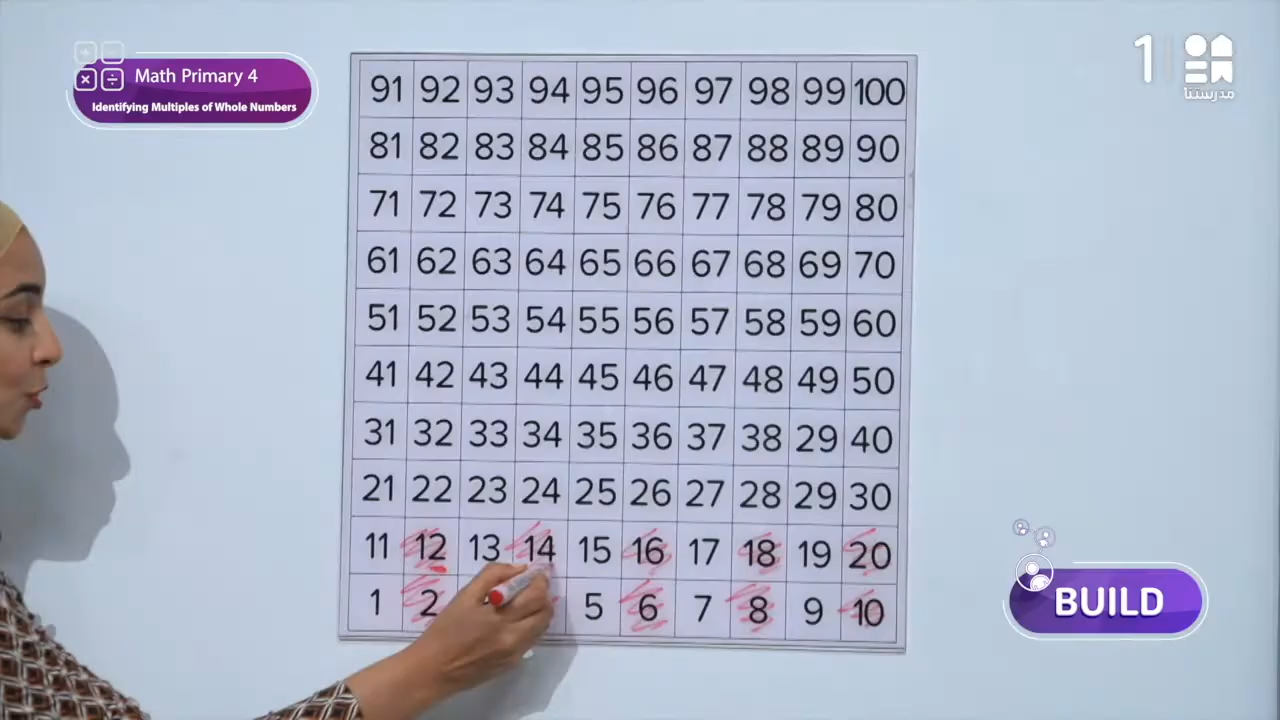 Math Primary 4
Identifying Multiples of Whole Numbers
1
مدرستنا
91 92 93 94 95 96 97 98 99 100
81 82 83 84 85 86 87 88 89 90
71 72 73 74 75 76 77 78 79 80
61 62 63 64 65 66 67 68 69 70
51 52 53 54 55 56 57 58 59 60
41 42 43 44 45 46 47 48 49 50
31 32 33 34 35 36 37 38 29 40
21 22 23 24 25 26 27 28 29 30
11 12 13 14 15 16 17 18 19 20
1 2 5 6 7 8 9 10
BUILD